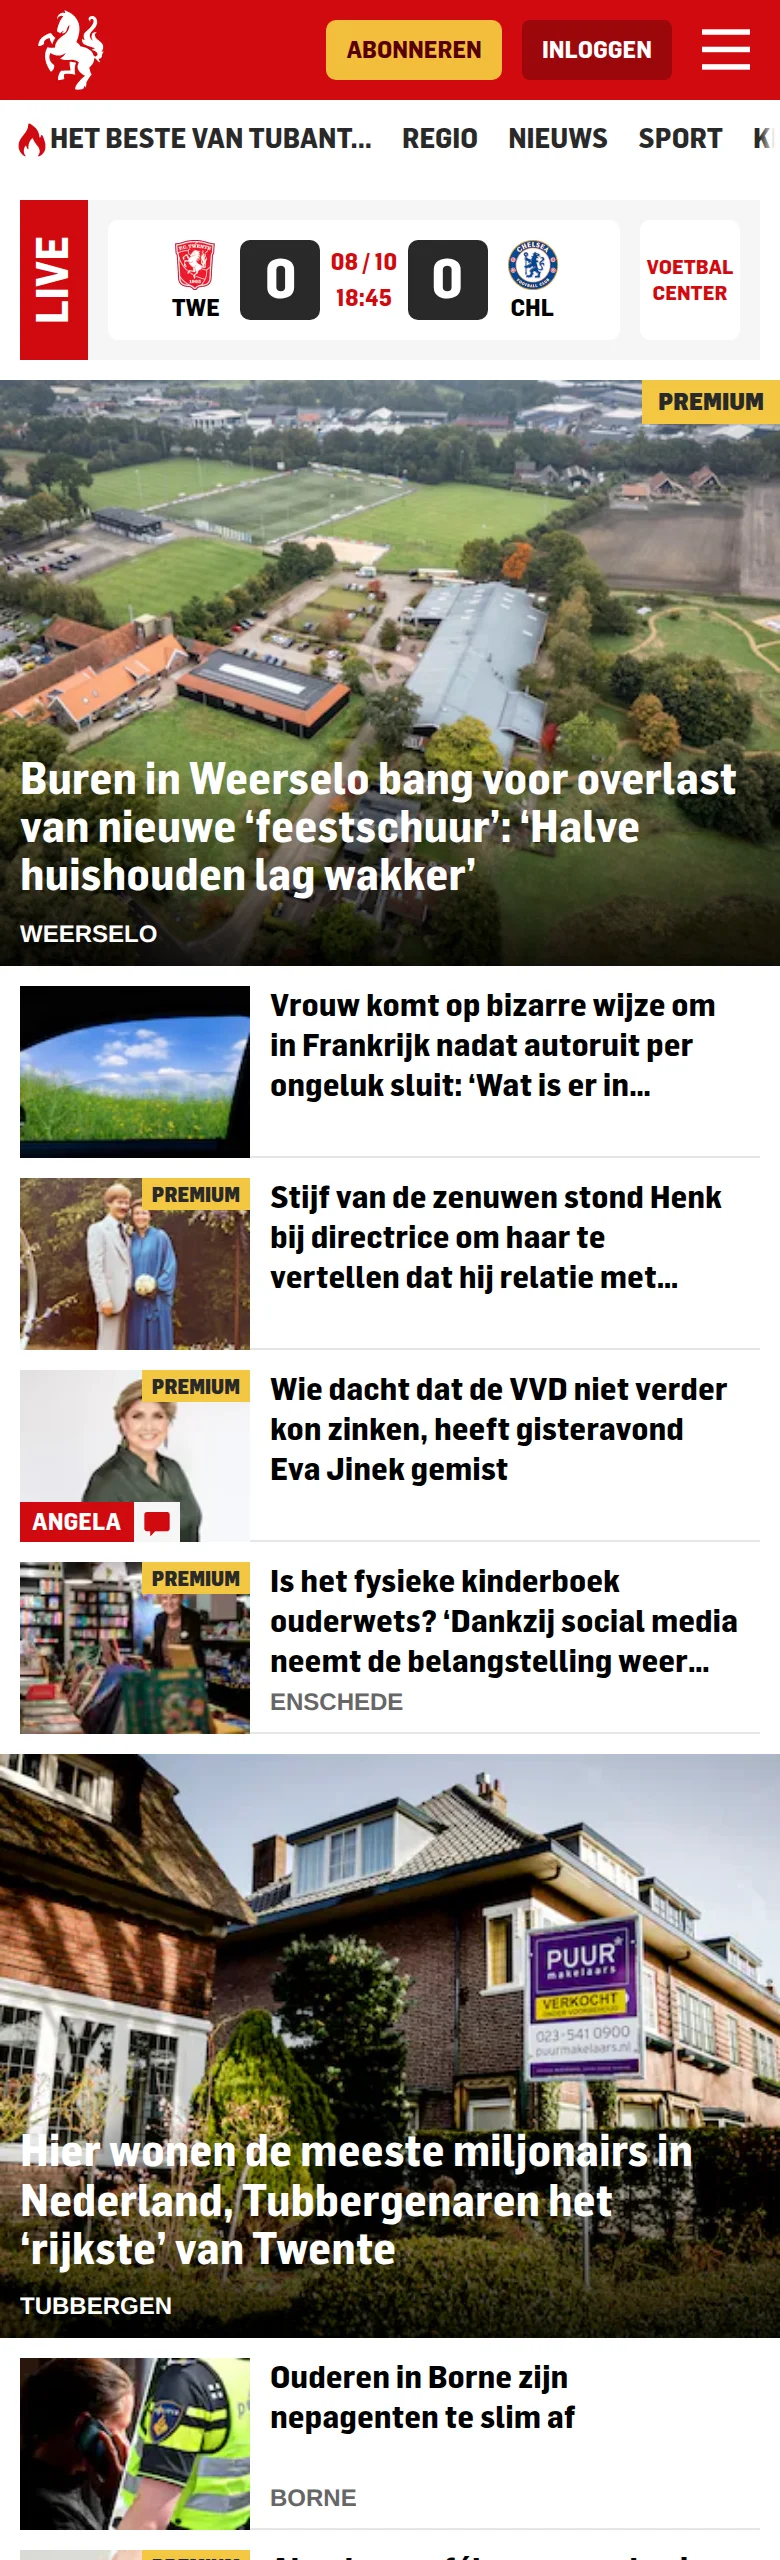 ABONNEREN
INLOGGEN
HET BESTE VAN TUBANT...
REGIO
NIEUWS
SPORT
LIVE
TWE
0
08 / 10
18:45
0
CHELSEA
CHL
VOETBAL
CENTER
PREMIUM
Buren in Weerselo bang voor overlast
van nieuwe ‘feestschuur’: ‘Halve
huishouden lag wakker’
WEERSELO
Vrouw komt op bizarre wijze om
in Frankrijk nadat autoruit per
ongeluk sluit: ‘Wat is er in...
PREMIUM
Stijf van de zenuwen stond Henk
bij directrice om haar te
vertellen dat hij relatie met...
PREMIUM
ANGELA
Wie dacht dat de VVD niet verder
kon zinken, heeft gisteravond
Eva Jinek gemist
PREMIUM
Is het fysieke kinderboek
ouderwets? ‘Dankzij social media
neemt de belangstelling weer...
ENSCHEDE
PUUR*
makelaars
VERKOCHT
ONDER VOORBEHOUD
023-541 0900
puurmakelaars.nl
Hier wonen de meeste miljonairs in
Nederland, Tubbergenaren het
‘rijkste’ van Twente
TUBBERGEN
Ouderen in Borne zijn
nepagenten te slim af
BORNE